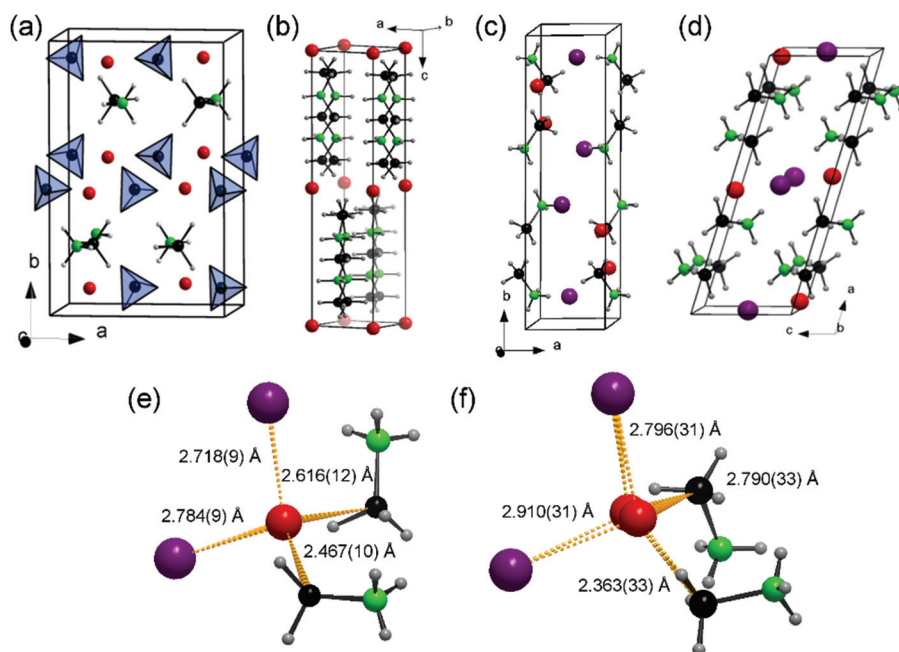 (a)
(b)
(c)
(d)
a
b
c
b
a
c
b
a
c
a
c
b
(e)
(f)
2.718(9) Å
2.616(12) Å
2.784(9) Å
2.467(10) Å
2.796(31) Å
2.790(33) Å
2.910(31) Å
2.363(33) Å